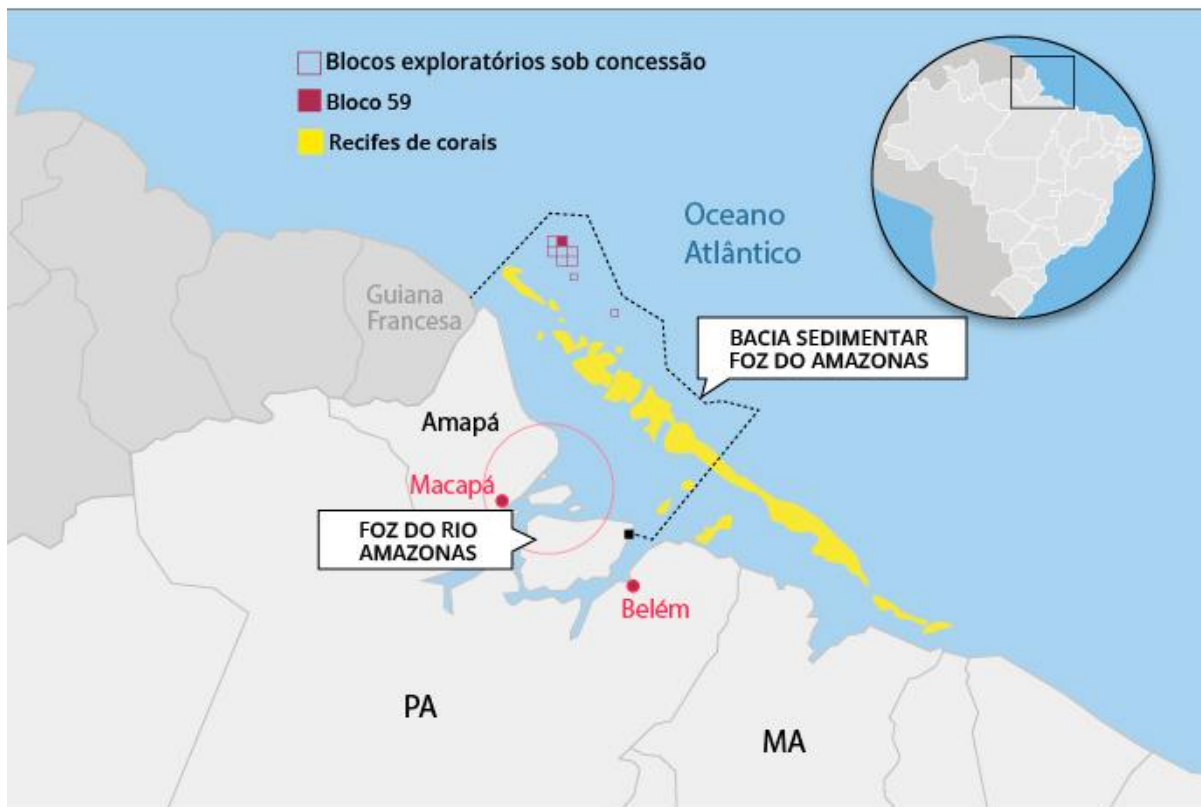 Blocos exploratórios sob concessão
Bloco 59
Recifes de corais
Oceano
Atlântico
Guiana
Francesa
BACIA SEDIMENTAR
FOZ DO AMAZONAS
Amapá
Macapá
FOZ DO RIO
AMAZONAS
Belém
PA
MA